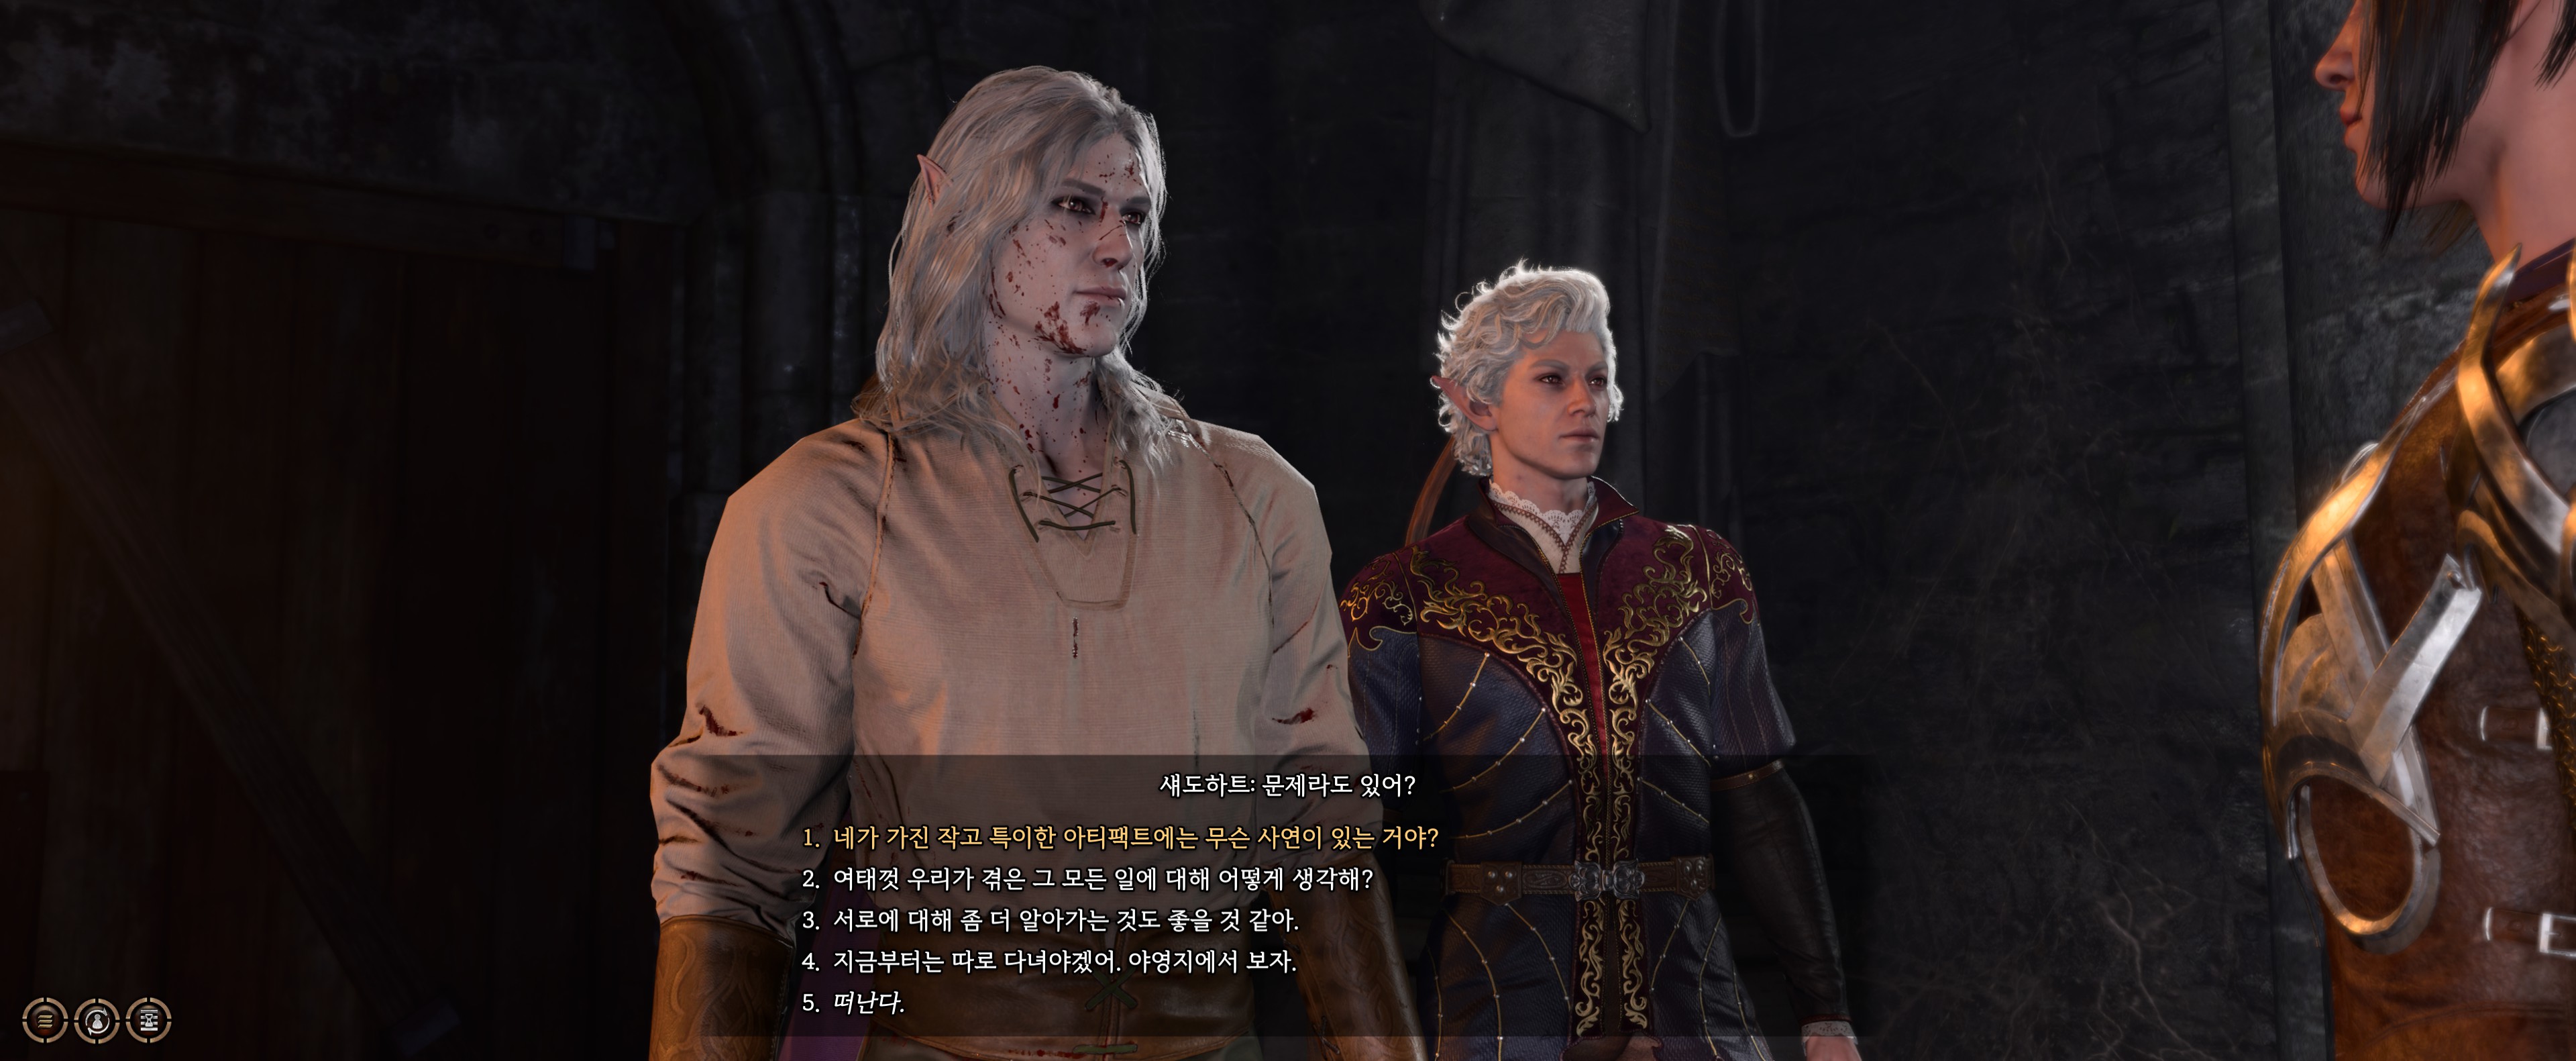 섀도하트: 문제라도 있어?
1. 네가 가진 작고 특이한 아티팩트에는 무슨 사연이 있는 거야?
2. 여태껏 우리가 겪은 그 모든 일에 대해 어떻게 생각해?
3. 서로에 대해 좀 더 알아가는 것도 좋을 것 같아.
4. 지금부터는 따로 다녀야겠어. 야영지에서 보자.
5. 떠난다.